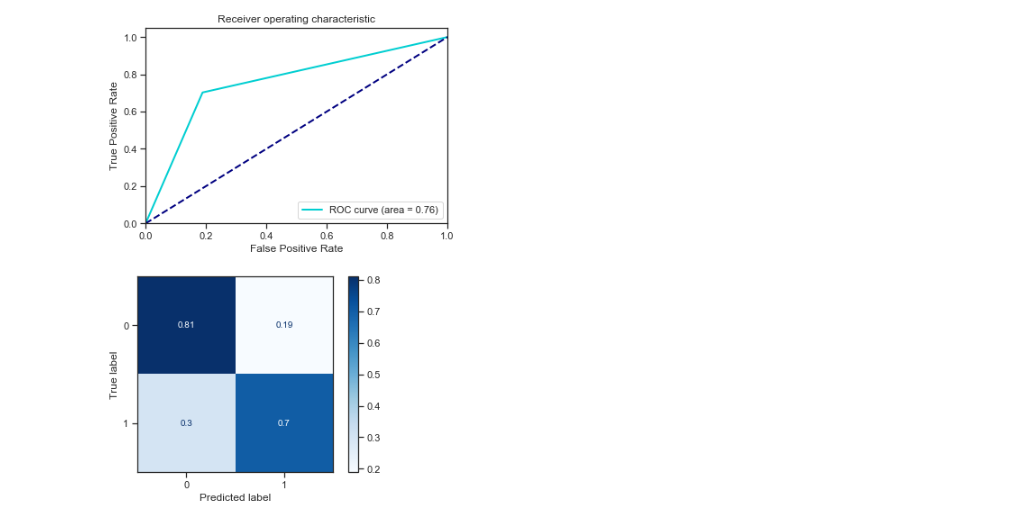 Receiver operating characteristic
1.0
0.8
0.6
0.4
0.2
0.0
True Positive Rate
ROC curve (area = 0.76)
0.0 0.2 0.4 0.6 0.8 1.0
False Positive Rate
0.81 0.19
0.3 0.7
0
1
True label
0 1
Predicted label
0.8
0.7
0.6
0.5
0.4
0.3
0.2